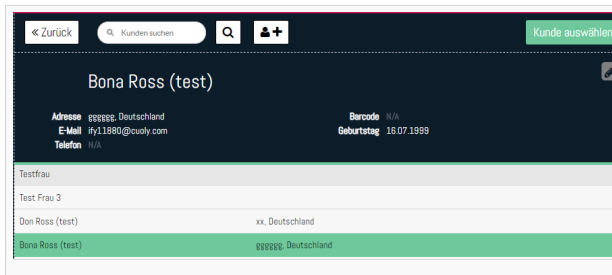 « Zurück Kunden suchen Kunde auswählen
Bona Ross (test)
Adresse gggggg, Deutschland Barcode N/A
E-Mail ify11880@cuoly.com Geburtstag 16.07.1999
Telefon N/A
Testfrau
Test Frau 3
Don Ross (test) xx, Deutschland
Bona Ross (test) gggggg, Deutschland